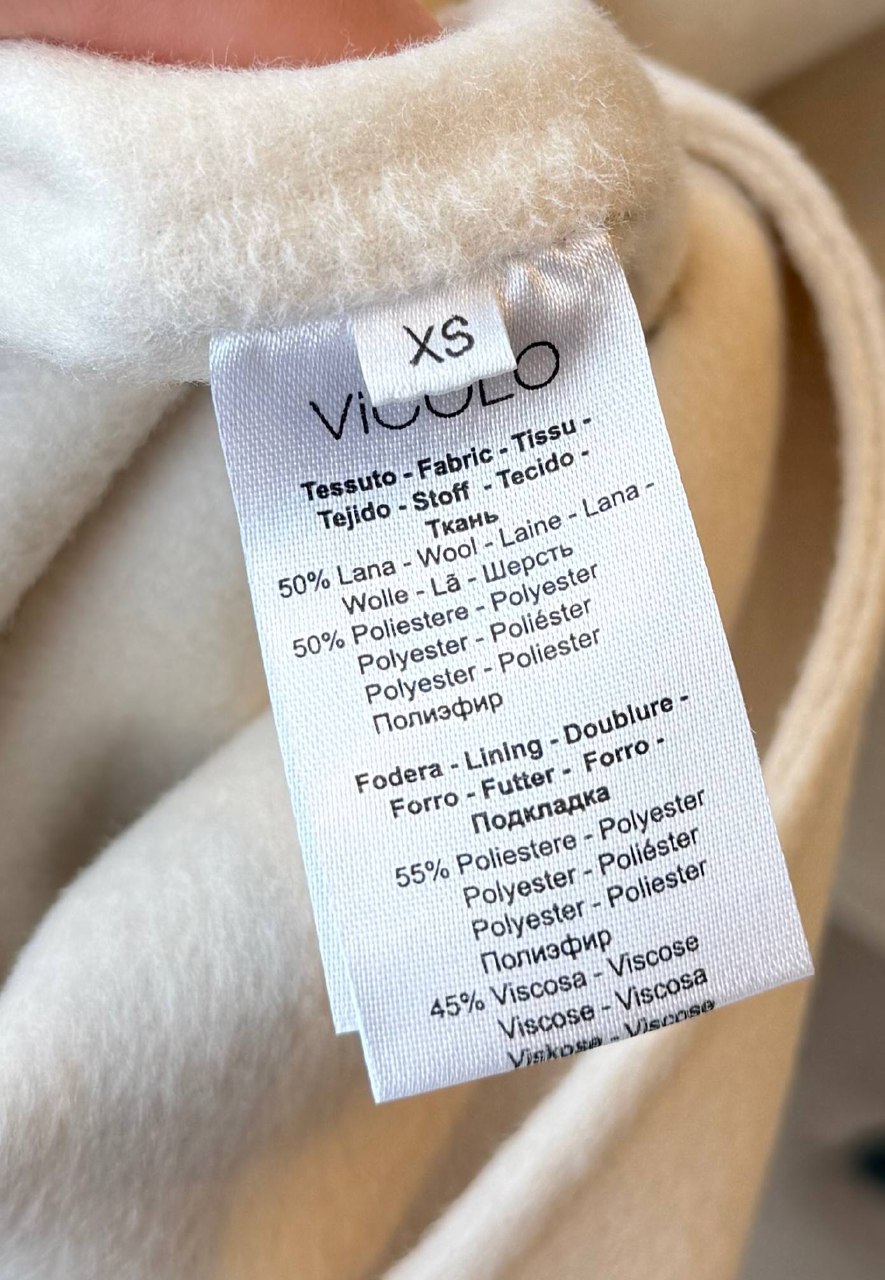 XS
ViCOLO
Tessuto - Fabric - Tissu -
Tejido - Stoff - Tecido -
Ткань
50% Lana - Wool - Laine - Lana -
Wolle - Lã - Шерсть
50% Poliestere - Polyester
Polyester - Poliéster
Polyester - Poliester
Полиэфир
Fodera - Lining - Doublure -
Forro - Futter - Forro -
Подкладка
55% Poliestere - Polyester
Polyester - Poliéster
Polyester - Poliester
Полиэфир
45% Viscosa - Viscose
Viscose - Viscosa
Viskose - Viscose